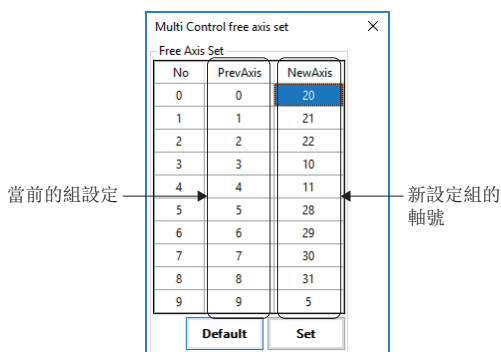 Multi Control free axis set
Free Axis Set
No PrevAxis NewAxis
0 0 20
1 1 21
2 2 22
3 3 10
4 4 11
5 5 28
6 6 29
7 7 30
8 8 31
9 9 5
Default Set
當前的組設定
新設定組的
軸號